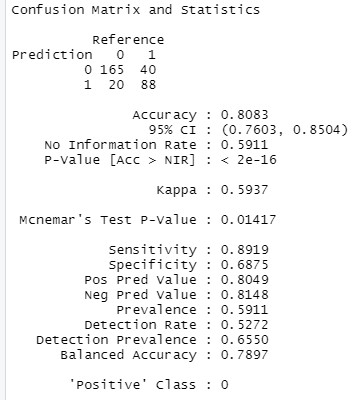 Confusion Matrix and Statistics
Reference
Prediction 0 1
0 165 40
1 20 88
Accuracy : 0.8083
95% CI : (0.7603, 0.8504)
No Information Rate : 0.5911
P-Value [Acc > NIR] : < 2e-16
Kappa : 0.5937
Mcnemar's Test P-Value : 0.01417
Sensitivity : 0.8919
Specificity : 0.6875
Pos Pred Value : 0.8049
Neg Pred Value : 0.8148
Prevalence : 0.5911
Detection Rate : 0.5272
Detection Prevalence : 0.6550
Balanced Accuracy : 0.7897
'Positive' Class : 0